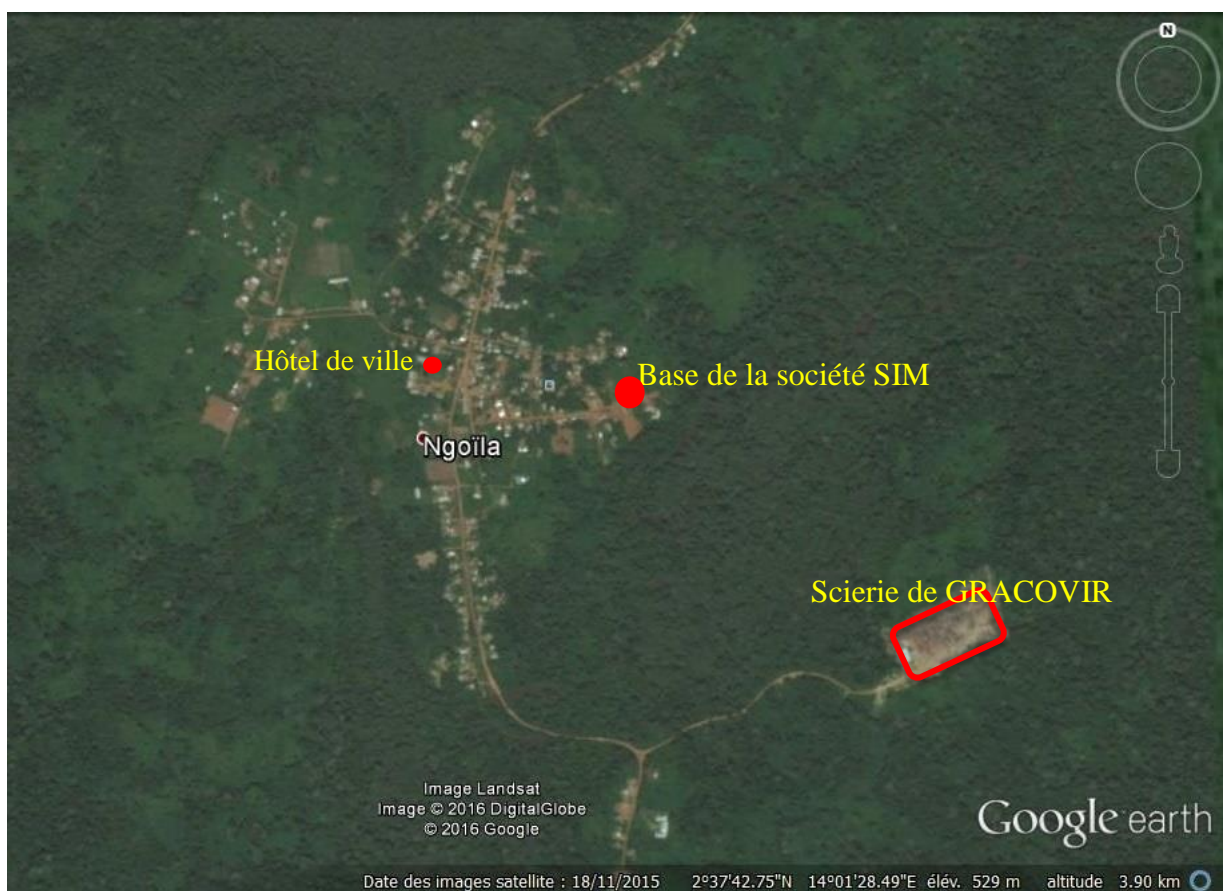 N
Hôtel de ville
Base de la société SIM
Ngoïla
Scierie de GRACOVIR
Image Landsat
Image © 2016 DigitalGlobe
© 2016 Google
Google earth
Date des images satellite : 18/11/2015 2°37'42.75"N 14°01'28.49"E élév. 529 m altitude 3.90 km